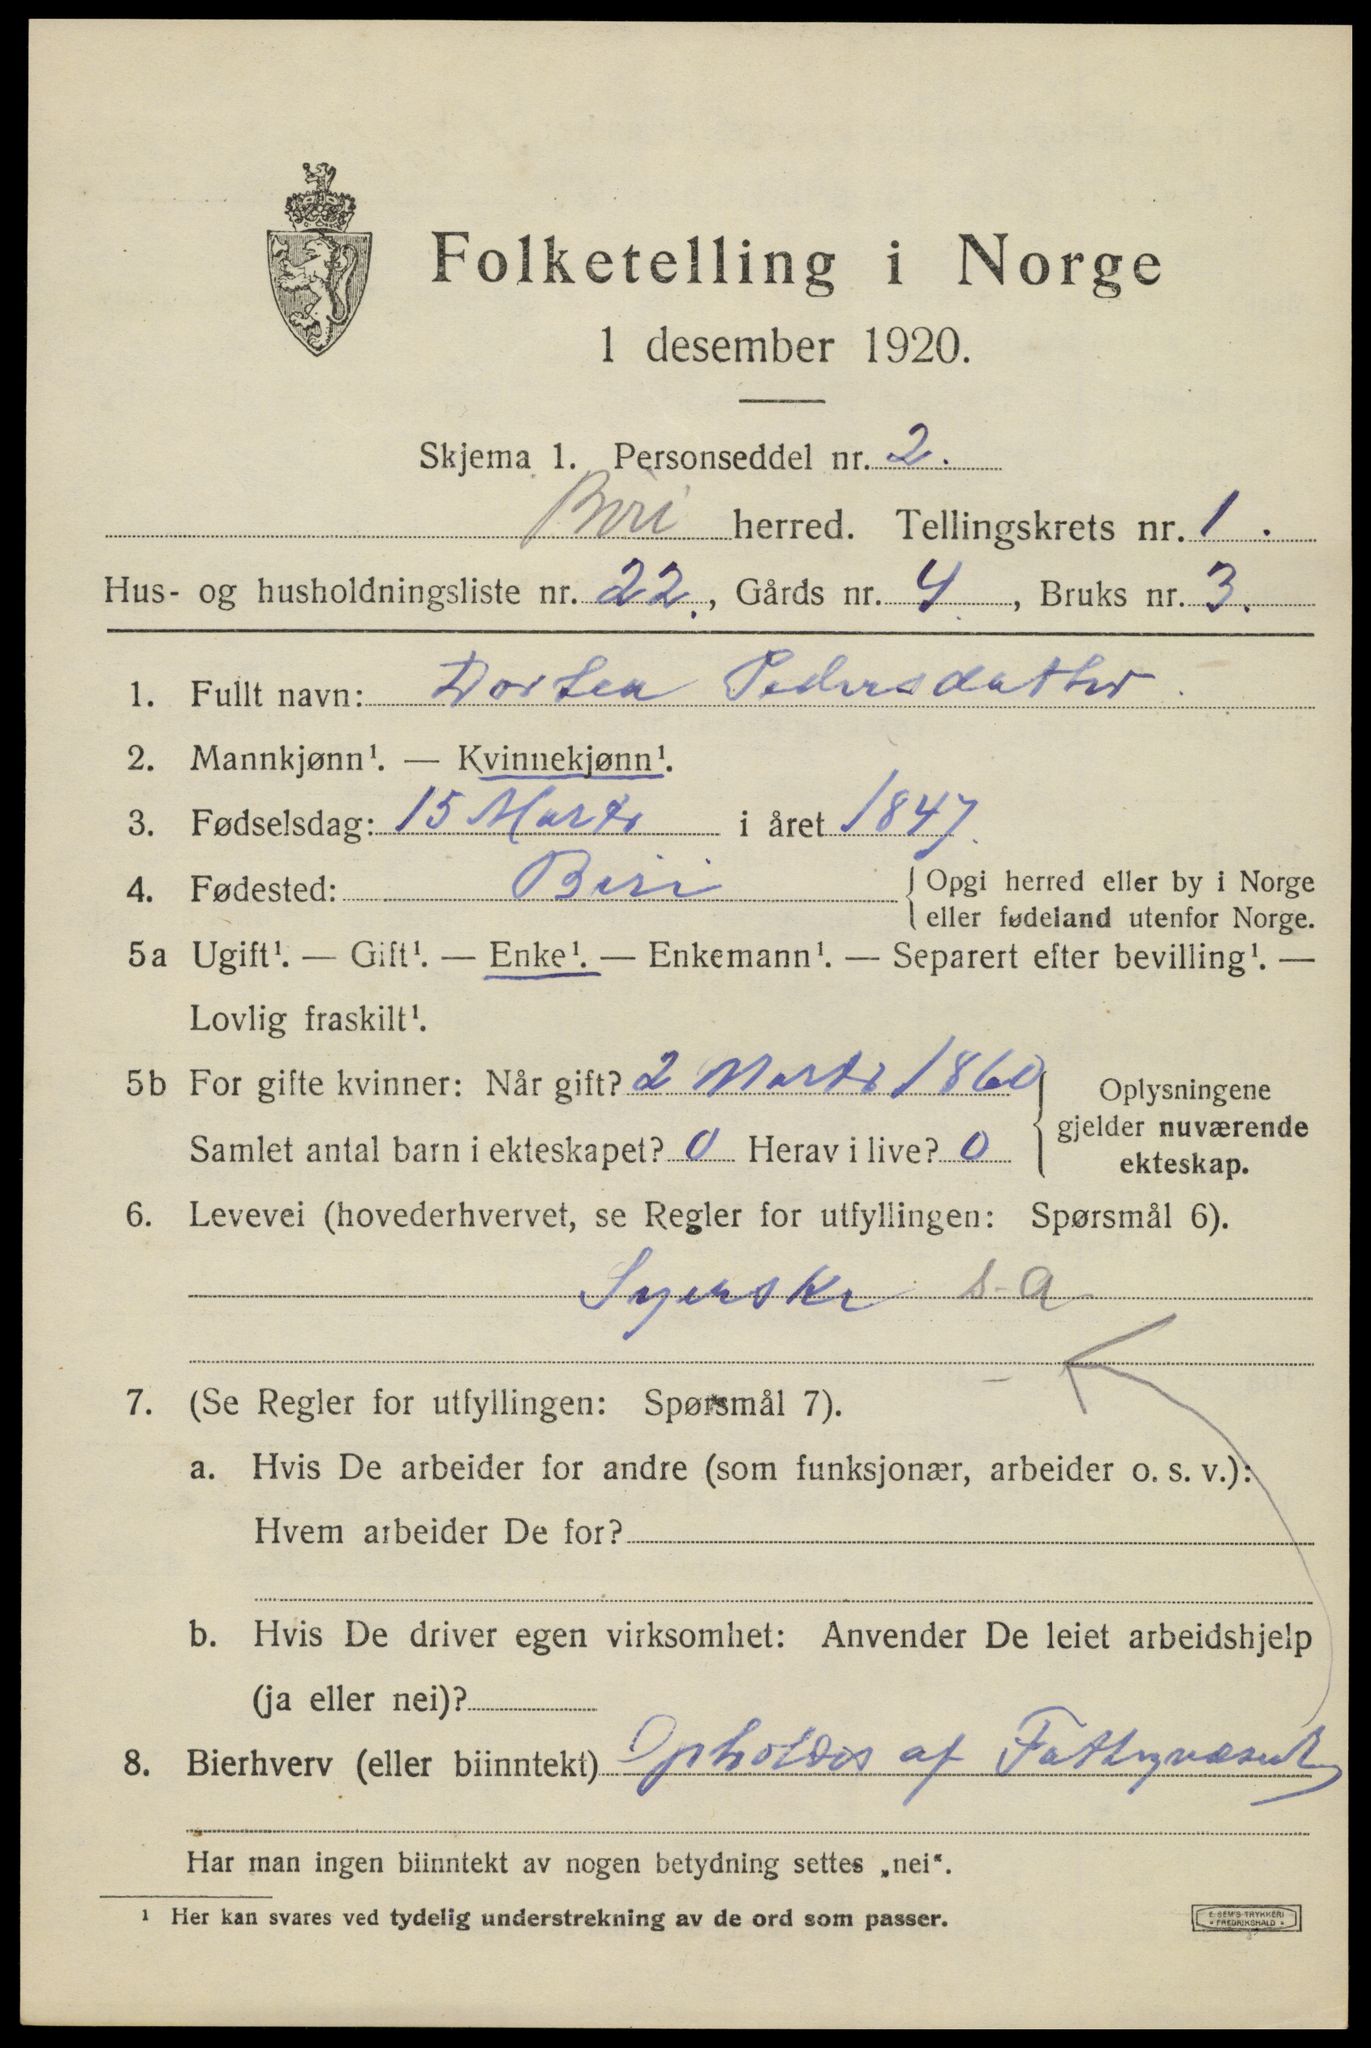 Folketelling i Norge
1 desember 1920.
Skjema 1. Personseddel nr. 2.
Biri herred. Tellingskrets nr. 1.
Hus- og husholdningsliste nr. 22, Gårds nr. 4, Bruks nr. 3.
1. Fullt navn: Dortea Pedersdatter
2. Mannkjønn¹. — Kvinnekjønn¹.
3. Fødselsdag: 15 Marts i året 1847.
4. Fødested: Biri { Opgi herred eller by i Norge
eller fødeland utenfor Norge.
5a Ugift¹. — Gift¹. — Enke¹. — Enkemann¹. — Separert efter bevilling¹. —
Lovlig fraskilt¹.
5b For gifte kvinner: Når gift? 2 Marts 1860 { Oplysningene
gjelder nuværende
ekteskap.
Samlet antal barn i ekteskapet? 0 Herav i live? 0
6. Levevei (hovederhvervet, se Regler for utfyllingen: Spørsmål 6).
Syerske s-a
7. (Se Regler for utfyllingen: Spørsmål 7).
a. Hvis De arbeider for andre (som funksjonær, arbeider o. s. v.):
Hvem arbeider De for?
b. Hvis De driver egen virksomhet: Anvender De leiet arbeidshjelp
(ja eller nei)?
8. Bierhverv (eller biinntekt) Opholdes af Fattigvæsnet
Har man ingen biinntekt av nogen betydning settes „nei“.
¹ Her kan svares ved tydelig understrekning av de ord som passer.
E. SEM'S TRYKKERI
• FREDRIKSHALD •